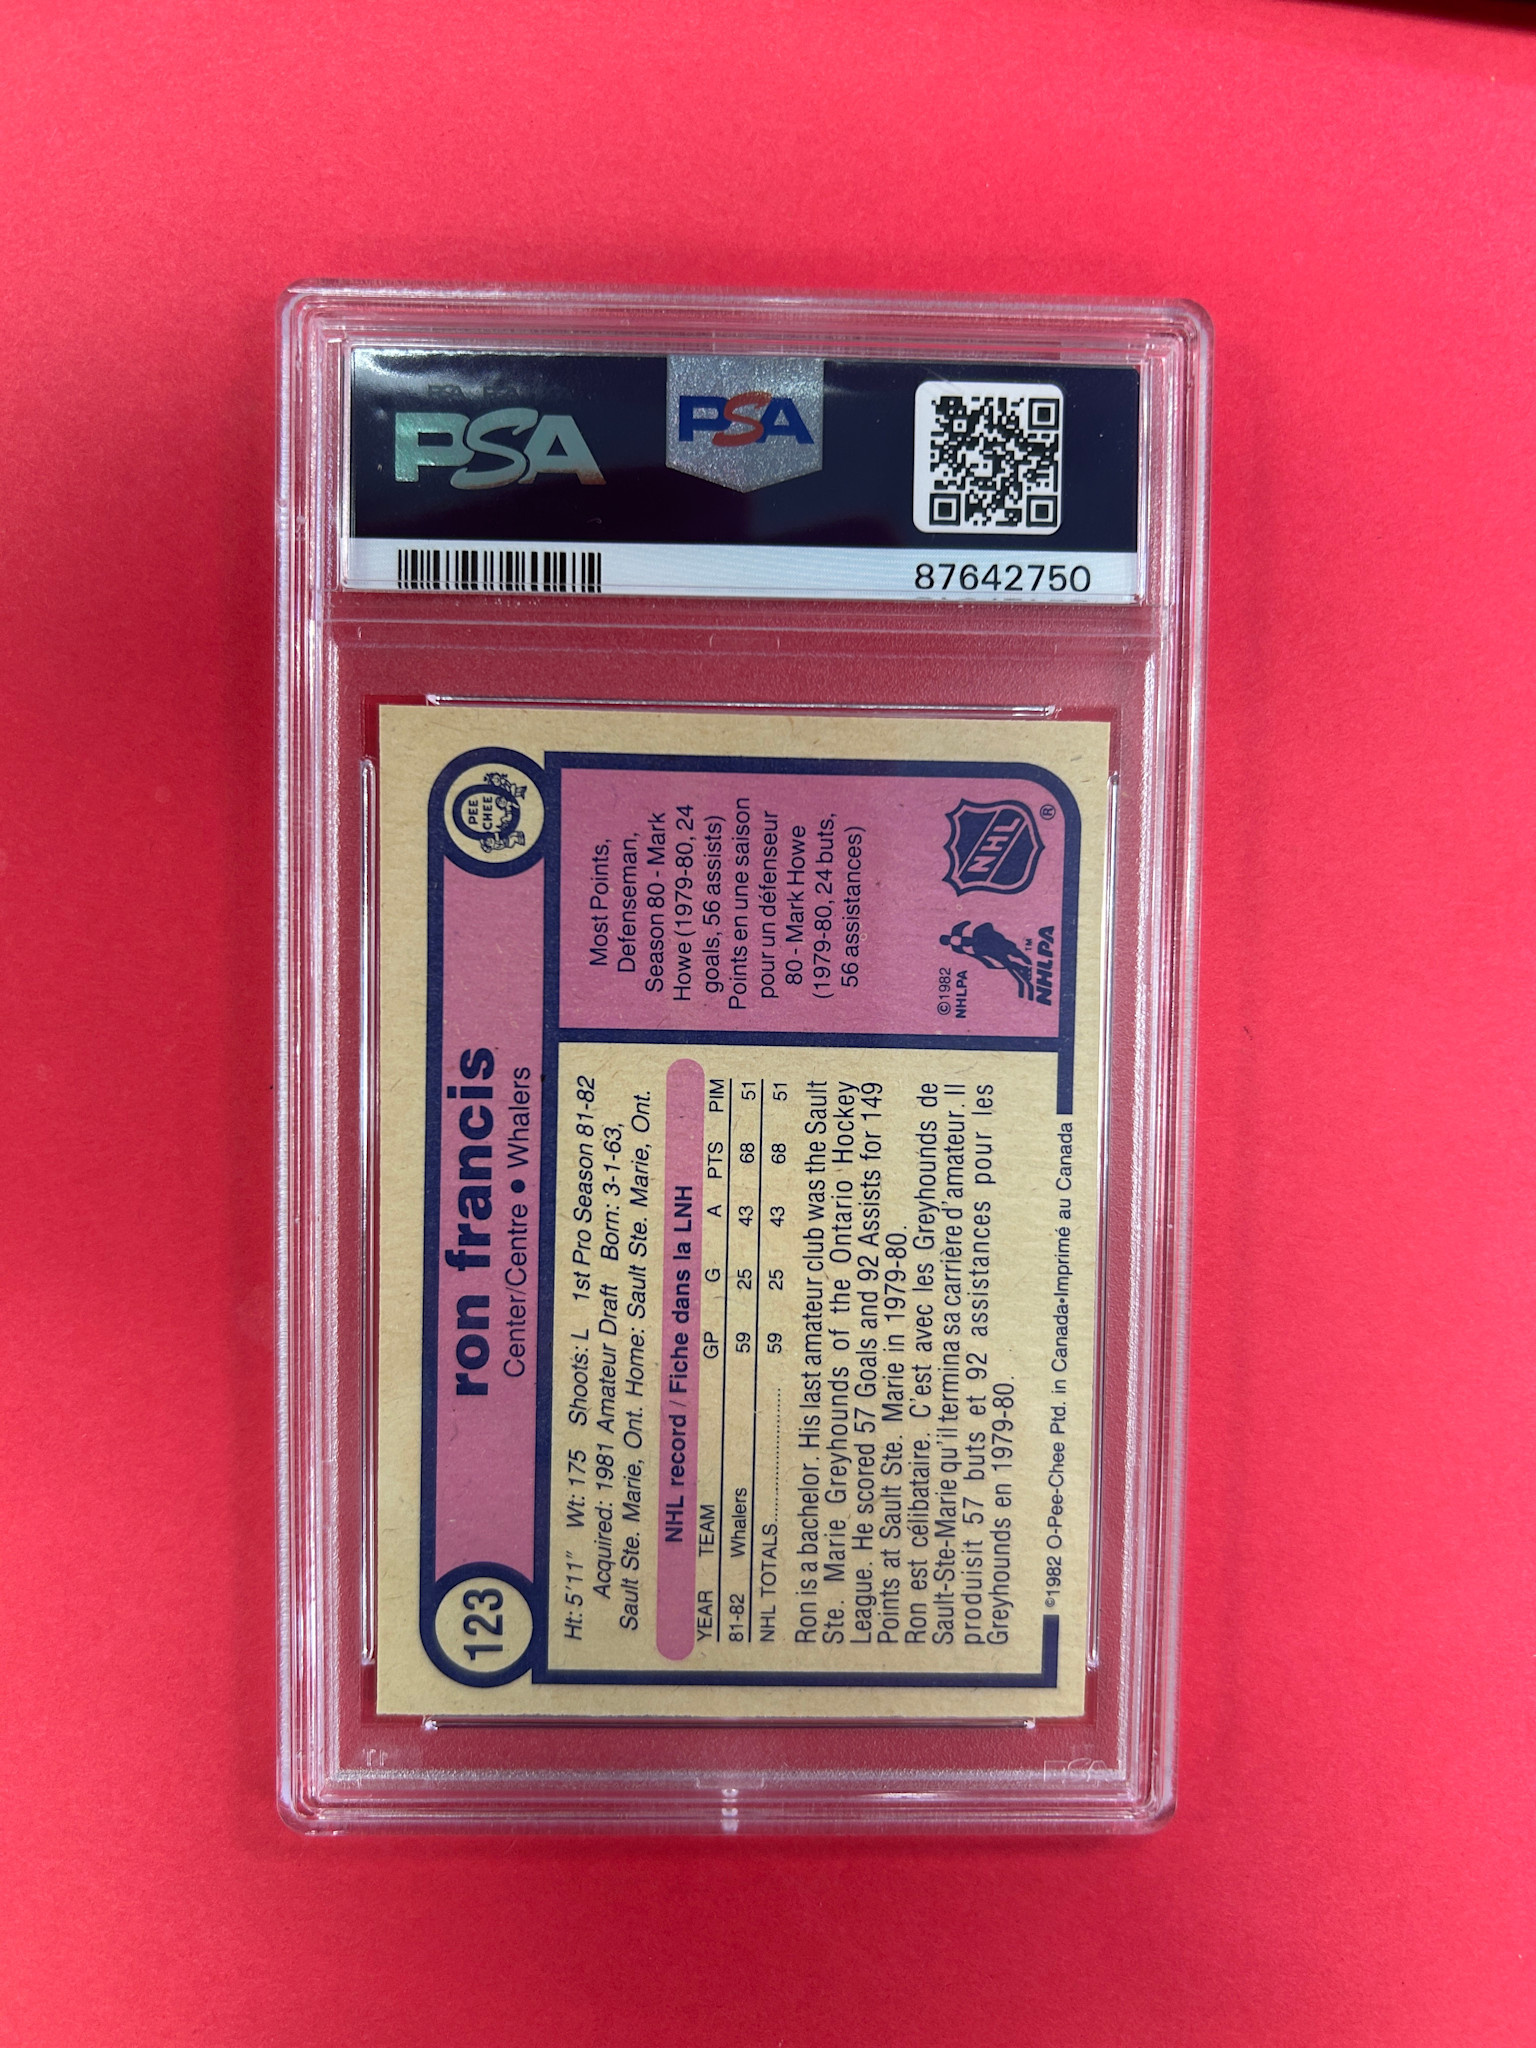 PSA
PSA
87642750
123
ron francis
Center/Centre • Whalers
PEE
CHEE
Ht: 5'11" Wt: 175 Shoots: L 1st Pro Season 81-82
Acquired: 1981 Amateur Draft Born: 3-1-63,
Sault Ste. Marie, Ont. Home: Sault Ste. Marie, Ont.
NHL record / Fiche dans la LNH
YEAR TEAM GP G A PTS PIM
81-82 Whalers 59 25 43 68 51
NHL TOTALS.................... 59 25 43 68 51
Ron is a bachelor. His last amateur club was the Sault
Ste. Marie Greyhounds of the Ontario Hockey
League. He scored 57 Goals and 92 Assists for 149
Points at Sault Ste. Marie in 1979-80.
Ron est célibataire. C'est avec les Greyhounds de
Sault-Ste-Marie qu'il termina sa carrière d'amateur. Il
produisit 57 buts et 92 assistances pour les
Greyhounds en 1979-80.
©1982 O-Pee-Chee Ptd. in Canada•Imprimé au Canada
Most Points,
Defenseman,
Season 80 - Mark
Howe (1979-80, 24
goals, 56 assists)
Points en une saison
pour un défenseur
80 - Mark Howe
(1979-80, 24 buts,
56 assistances)
©1982
NHLPA
NHLPA™
NHL®